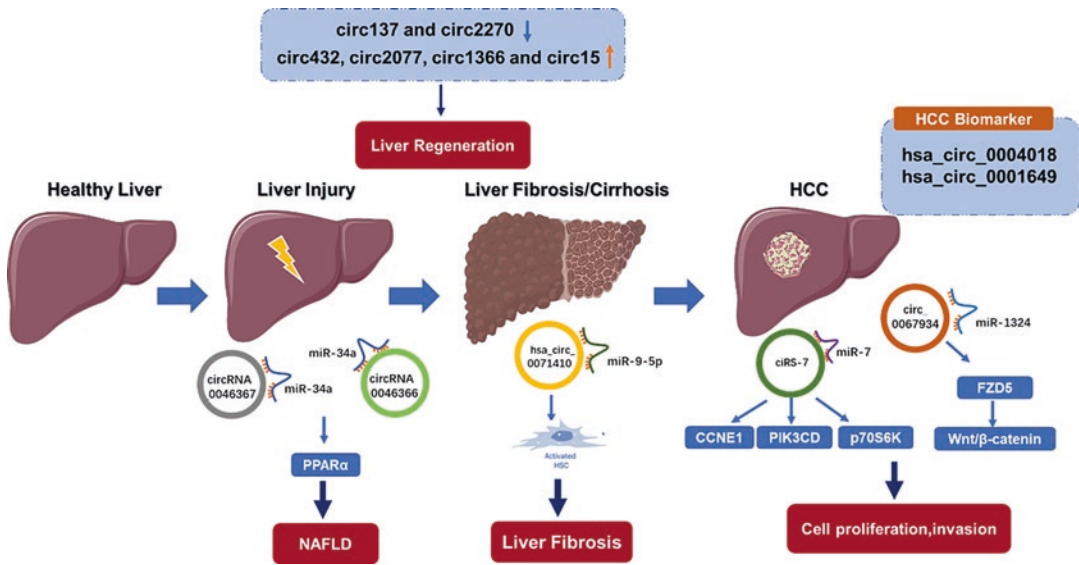 circ137 and circ2270
circ432, circ2077, circ1366 and circ15
Liver Regeneration
HCC Biomarker
hsa_circ_0004018
hsa_circ_0001649
Healthy Liver
Liver Injury
Liver Fibrosis/Cirrhosis
HCC
circRNA
0046367
miR-34a
miR-34a
circRNA
0046366
PPARα
NAFLD
hsa_circ_
0071410
miR-9-5p
Activated
HSC
Liver Fibrosis
ciRS-7
miR-7
circ_
0067934
miR-1324
CCNE1
PIK3CD
p70S6K
FZD5
Wnt/β-catenin
Cell proliferation,invasion